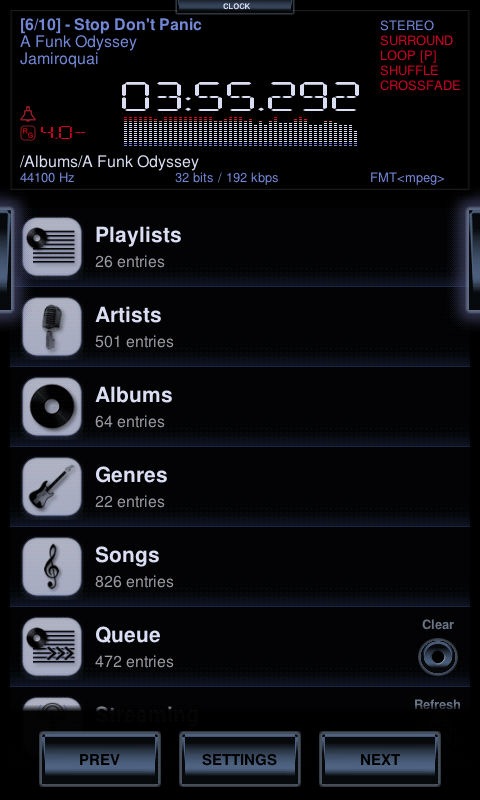 CLOCK
[6/10] - Stop Don't Panic
A Funk Odyssey
Jamiroquai
STEREO
SURROUND
LOOP [P]
SHUFFLE
CROSSFADE
03:55.292
RG 40--
/Albums/A Funk Odyssey
44100 Hz
32 bits / 192 kbps
FMT<mpeg>
Playlists
26 entries
Artists
501 entries
Albums
64 entries
Genres
22 entries
Songs
826 entries
Queue
472 entries
Clear
Streaming
Refresh
PREV
SETTINGS
NEXT